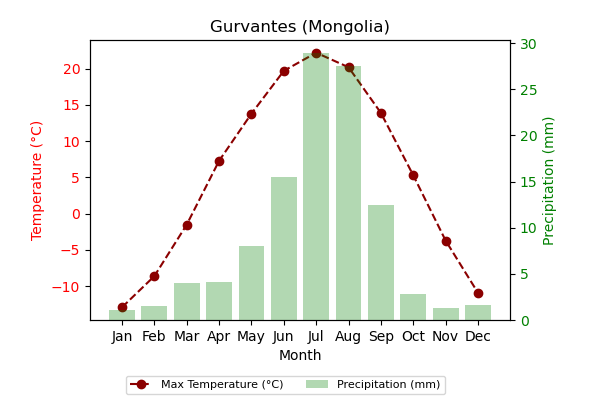 Gurvantes (Mongolia)
Temperature (°C)
20
15
10
5
0
−5
−10
30
25
20
15
10
5
0
Precipitation (mm)
Jan Feb Mar Apr May Jun Jul Aug Sep Oct Nov Dec
Month
Max Temperature (°C) Precipitation (mm)